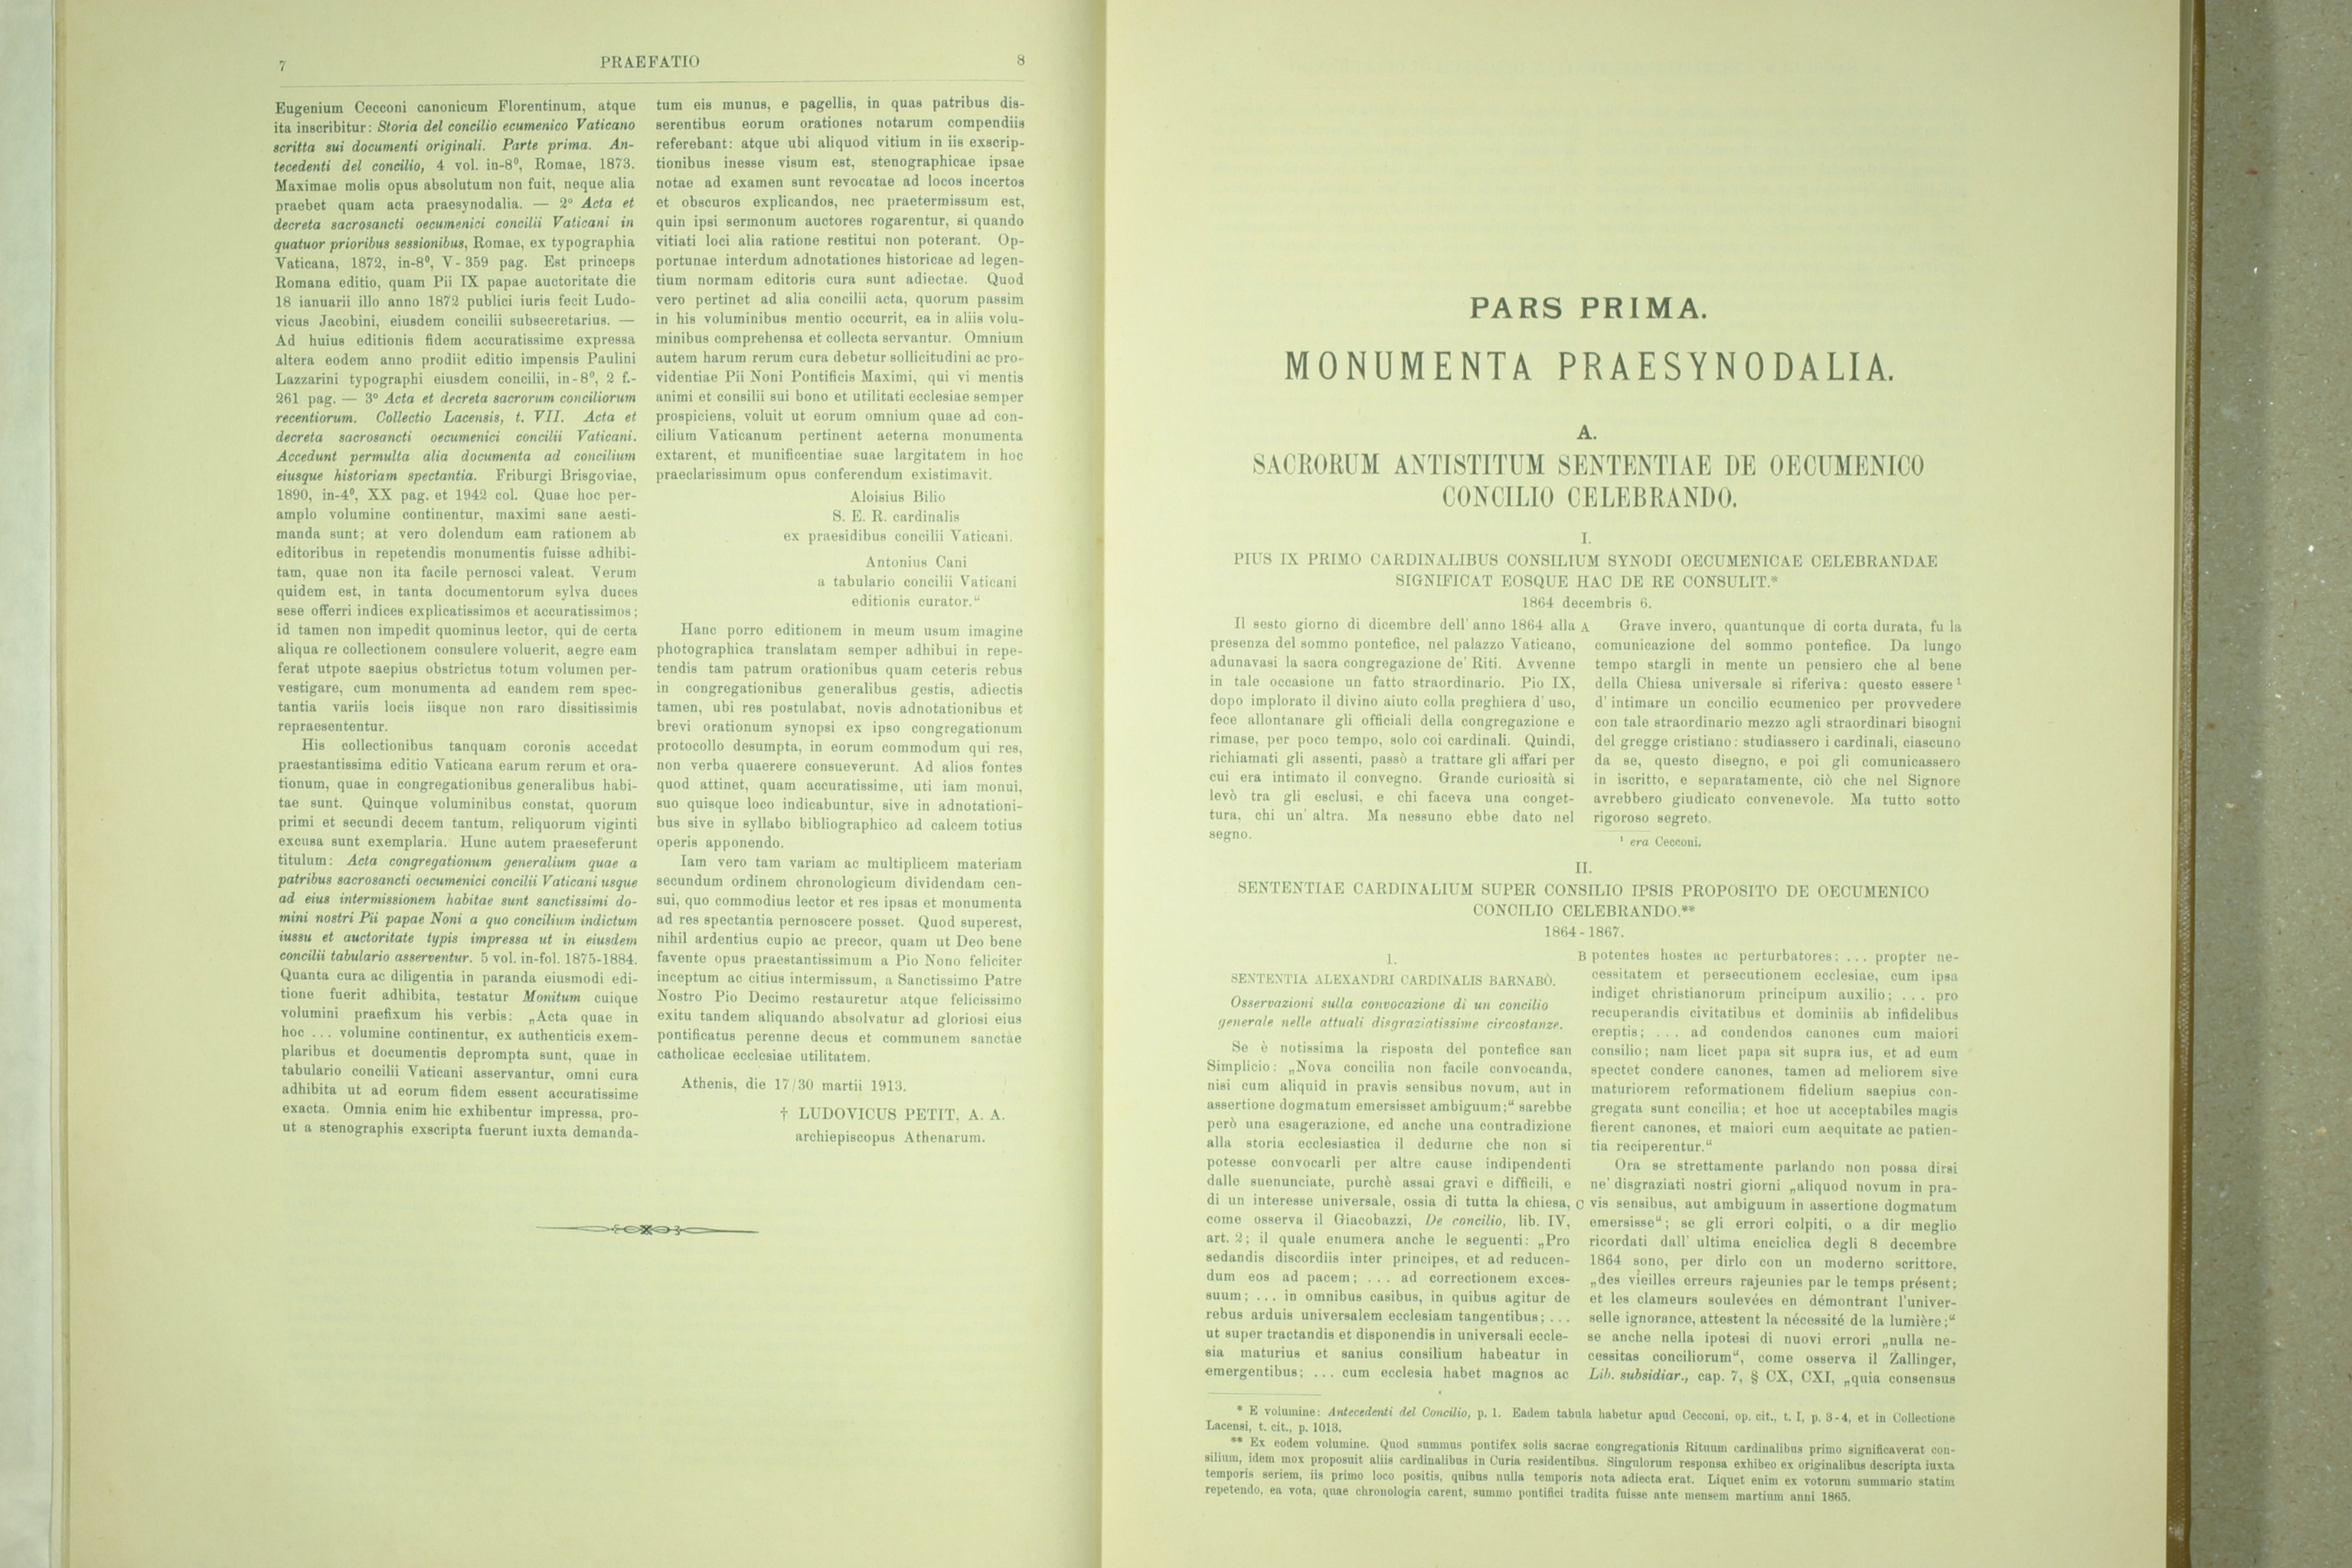 7
PRAEFATIO
8
Eugenium Cecconi canonicum Florentinum, atque
ita inscribitur: Storia del concilio ecumenico Vaticano
scritta sui documenti originali. Parte prima. An-
tecedenti del concilio, 4 vol. in-8⁰, Romae, 1873.
Maximae molis opus absolutum non fuit, neque alia
praebet quam acta praesynodalia. — 2° Acta et
decreta sacrosancti oecumenici concilii Vaticani in
quatuor prioribus sessionibus, Romae, ex typographia
Vaticana, 1872, in-8⁰, V-359 pag. Est princeps
Romana editio, quam Pii IX papae auctoritate die
18 ianuarii illo anno 1872 publici iuris fecit Ludo-
vicus Jacobini, eiusdem concilii subsecretarius. —
Ad huius editionis fidem accuratissime expressa
altera eodem anno prodiit editio impensis Paulini
Lazzarini typographi eiusdem concilii, in-8⁰, 2 f.-
261 pag. — 3° Acta et decreta sacrorum conciliorum
recentiorum. Collectio Lacensis, t. VII. Acta et
decreta sacrosancti oecumenici concilii Vaticani.
Accedunt permulta alia documenta ad concilium
eiusque historiam spectantia. Friburgi Brisgoviae,
1890, in-4⁰, XX pag. et 1942 col. Quae hoc per-
amplo volumine continentur, maximi sane aesti-
manda sunt; at vero dolendum eam rationem ab
editoribus in repetendis monumentis fuisse adhibi-
tam, quae non ita facile pernosci valeat. Verum
quidem est, in tanta documentorum sylva duces
sese offerri indices explicatissimos et accuratissimos;
id tamen non impedit quominus lector, qui de certa
aliqua re collectionem consulere voluerit, aegre eam
ferat utpote saepius obstrictus totum volumen per-
vestigare, cum monumenta ad eandem rem spec-
tantia variis locis iisque non raro dissitissimis
repraesententur.
His collectionibus tanquam coronis accedat
praestantissima editio Vaticana earum rerum et ora-
tionum, quae in congregationibus generalibus habi-
tae sunt. Quinque voluminibus constat, quorum
primi et secundi decem tantum, reliquorum viginti
excusa sunt exemplaria. Hunc autem praeseferunt
titulum: Acta congregationum generalium quae a
patribus sacrosancti oecumenici concilii Vaticani usque
ad eius intermissionem habitae sunt sanctissimi do-
mini nostri Pii papae Noni a quo concilium indictum
iussu et auctoritate typis impressa ut in eiusdem
concilii tabulario asserventur. 5 vol. in-fol. 1875-1884.
Quanta cura ac diligentia in paranda eiusmodi edi-
tione fuerit adhibita, testatur Monitum cuique
volumini praefixum his verbis: „Acta quae in
hoc ... volumine continentur, ex authenticis exem-
plaribus et documentis deprompta sunt, quae in
tabulario concilii Vaticani asservantur, omni cura
adhibita ut ad eorum fidem essent accuratissime
exacta. Omnia enim hic exhibentur impressa, pro-
ut a stenographis exscripta fuerunt iuxta demanda-
tum eis munus, e pagellis, in quas patribus dis-
serentibus eorum orationes notarum compendiis
referebant: atque ubi aliquod vitium in iis exscrip-
tionibus inesse visum est, stenographicae ipsae
notae ad examen sunt revocatae ad locos incertos
et obscuros explicandos, nec praetermissum est,
quin ipsi sermonum auctores rogarentur, si quando
vitiati loci alia ratione restitui non poterant. Op-
portunae interdum adnotationes historicae ad legen-
tium normam editoris cura sunt adiectae. Quod
vero pertinet ad alia concilii acta, quorum passim
in his voluminibus mentio occurrit, ea in aliis volu-
minibus comprehensa et collecta servantur. Omnium
autem harum rerum cura debetur sollicitudini ac pro-
videntiae Pii Noni Pontificis Maximi, qui vi mentis
animi et consilii sui bono et utilitati ecclesiae semper
prospiciens, voluit ut eorum omnium quae ad con-
cilium Vaticanum pertinent aeterna monumenta
extarent, et munificentiae suae largitatem in hoc
praeclarissimum opus conferendum existimavit.
Aloisius Bilio
S. E. R. cardinalis
ex praesidibus concilii Vaticani.
Antonius Cani
a tabulario concilii Vaticani
editionis curator.“
Hanc porro editionem in meum usum imagine
photographica translatam semper adhibui in repe-
tendis tam patrum orationibus quam ceteris rebus
in congregationibus generalibus gestis, adiectis
tamen, ubi res postulabat, novis adnotationibus et
brevi orationum synopsi ex ipso congregationum
protocollo desumpta, in eorum commodum qui res,
non verba quaerere consueverunt. Ad alios fontes
quod attinet, quam accuratissime, uti iam monui,
suo quisque loco indicabuntur, sive in adnotationi-
bus sive in syllabo bibliographico ad calcem totius
operis apponendo.
Iam vero tam variam ac multiplicem materiam
secundum ordinem chronologicum dividendam cen-
sui, quo commodius lector et res ipsas et monumenta
ad res spectantia pernoscere posset. Quod superest,
nihil ardentius cupio ac precor, quam ut Deo bene
favente opus praestantissimum a Pio Nono feliciter
inceptum ac citius intermissum, a Sanctissimo Patre
Nostro Pio Decimo restauretur atque felicissimo
exitu tandem aliquando absolvatur ad gloriosi eius
pontificatus perenne decus et communem sanctae
catholicae ecclesiae utilitatem.
Athenis, die 17/30 martii 1913.
† LUDOVICUS PETIT, A. A.
archiepiscopus Athenarum.
PARS PRIMA.
MONUMENTA PRAESYNODALIA.
A.
SACRORUM ANTISTITUM SENTENTIAE DE OECUMENICO
CONCILIO CELEBRANDO.
I.
PIUS IX PRIMO CARDINALIBUS CONSILIUM SYNODI OECUMENICAE CELEBRANDAE
SIGNIFICAT EOSQUE HAC DE RE CONSULIT.*
1864 decembris 6.
Il sesto giorno di dicembre dell' anno 1864 alla
presenza del sommo pontefice, nel palazzo Vaticano,
adunavasi la sacra congregazione de' Riti. Avvenne
in tale occasione un fatto straordinario. Pio IX,
dopo implorato il divino aiuto colla preghiera d' uso,
fece allontanare gli officiali della congregazione e
rimase, per poco tempo, solo coi cardinali. Quindi,
richiamati gli assenti, passò a trattare gli affari per
cui era intimato il convegno. Grande curiosità si
levò tra gli esclusi, e chi faceva una conget-
tura, chi un' altra. Ma nessuno ebbe dato nel
segno.
A
Grave invero, quantunque di corta durata, fu la
comunicazione del sommo pontefice. Da lungo
tempo stargli in mente un pensiero che al bene
della Chiesa universale si riferiva: questo essere ¹
d' intimare un concilio ecumenico per provvedere
con tale straordinario mezzo agli straordinari bisogni
del gregge cristiano: studiassero i cardinali, ciascuno
da se, questo disegno, e poi gli comunicassero
in iscritto, e separatamente, ciò che nel Signore
avrebbero giudicato convenevole. Ma tutto sotto
rigoroso segreto.
¹ era Cecconi.
II.
SENTENTIAE CARDINALIUM SUPER CONSILIO IPSIS PROPOSITO DE OECUMENICO
CONCILIO CELEBRANDO.**
1864-1867.
1.
SENTENTIA ALEXANDRI CARDINALIS BARNABÒ.
Osservazioni sulla convocazione di un concilio
generale nelle attuali disgraziatissime circostanze.
Se è notissima la risposta del pontefice san
Simplicio: „Nova concilia non facile convocanda,
nisi cum aliquid in pravis sensibus novum, aut in
assertione dogmatum emersisset ambiguum;“ sarebbe
però una esagerazione, ed anche una contradizione
alla storia ecclesiastica il dedurne che non si
potesse convocarli per altre cause indipendenti
dalle suenunciate, purchè assai gravi e difficili, e
di un interesse universale, ossia di tutta la chiesa,
come osserva il Giacobazzi, De concilio, lib. IV,
art. 2; il quale enumera anche le seguenti: „Pro
sedandis discordiis inter principes, et ad reducen-
dum eos ad pacem; ... ad correctionem exces-
suum; ... in omnibus casibus, in quibus agitur de
rebus arduis universalem ecclesiam tangentibus; ...
ut super tractandis et disponendis in universali eccle-
sia maturius et sanius consilium habeatur in
emergentibus; ... cum ecclesia habet magnos ac
B potentes hostes ac perturbatores; ... propter ne-
cessitatem et persecutionem ecclesiae, cum ipsa
indiget christianorum principum auxilio; ... pro
recuperandis civitatibus et dominiis ab infidelibus
ereptis; ... ad condendos canones cum maiori
consilio; nam licet papa sit supra ius, et ad eum
spectet condere canones, tamen ad meliorem sive
maturiorem reformationem fidelium saepius con-
gregata sunt concilia; et hoc ut acceptabiles magis
fierent canones, et maiori cum aequitate ac patien-
tia reciperentur.“
Ora se strettamente parlando non possa dirsi
ne' disgraziati nostri giorni „aliquod novum in pra-
C vis sensibus, aut ambiguum in assertione dogmatum
emersisse“; se gli errori colpiti, o a dir meglio
ricordati dall' ultima enciclica degli 8 decembre
1864 sono, per dirlo con un moderno scrittore,
„des vieilles erreurs rajeunies par le temps présent;
et les clameurs soulevées en démontrant l'univer-
selle ignorance, attestent la nécessité de la lumière;“
se anche nella ipotesi di nuovi errori „nulla ne-
cessitas conciliorum“, come osserva il Zallinger,
Lib. subsidiar., cap. 7, § CX, CXI, „quia consensus
* E volumine: Antecedenti del Concilio, p. 1. Eadem tabula habetur apud Cecconi, op. cit., t. I, p. 3-4, et in Collectione
Lacensi, t. cit., p. 1013.
** Ex eodem volumine. Quod summus pontifex solis sacrae congregationis Rituum cardinalibus primo significaverat con-
silium, idem mox proposuit aliis cardinalibus in Curia residentibus. Singulorum responsa exhibeo ex originalibus descripta iuxta
temporis seriem, iis primo loco positis, quibus nulla temporis nota adiecta erat. Liquet enim ex votorum summario statim
repetendo, ea vota, quae chronologia carent, summo pontifici tradita fuisse ante mensem martium anni 1865.